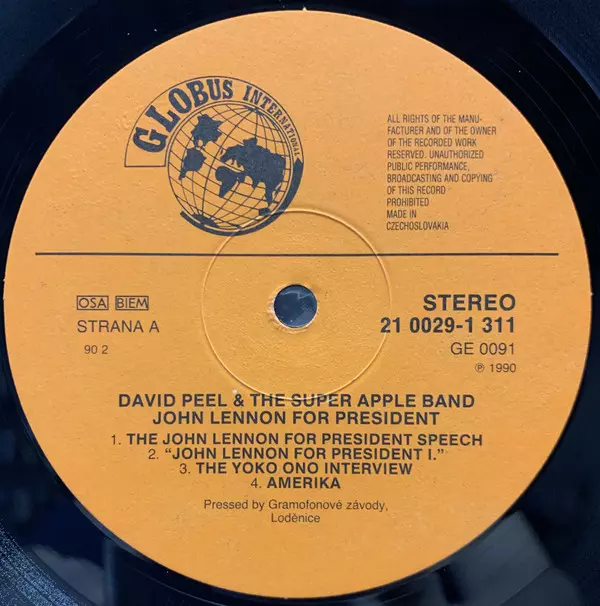 GLOBUS INTERNATIONAL
ALL RIGHTS OF THE MANU-
FACTURER AND OF THE OWNER
OF THE RECORDED WORK
RESERVED. UNAUTHORIZED
PUBLIC PERFORMANCE,
BROADCASTING AND COPYING
OF THIS RECORD
PROHIBITED
MADE IN
CZECHOSLOVAKIA
OSA BIEM
STRANA A
90 2
STEREO
21 0029-1 311
GE 0091
℗ 1990
DAVID PEEL & THE SUPER APPLE BAND
JOHN LENNON FOR PRESIDENT
1. THE JOHN LENNON FOR PRESIDENT SPEECH
2. “JOHN LENNON FOR PRESIDENT I.”
3. THE YOKO ONO INTERVIEW
4. AMERIKA
Pressed by Gramofonové závody,
Loděnice